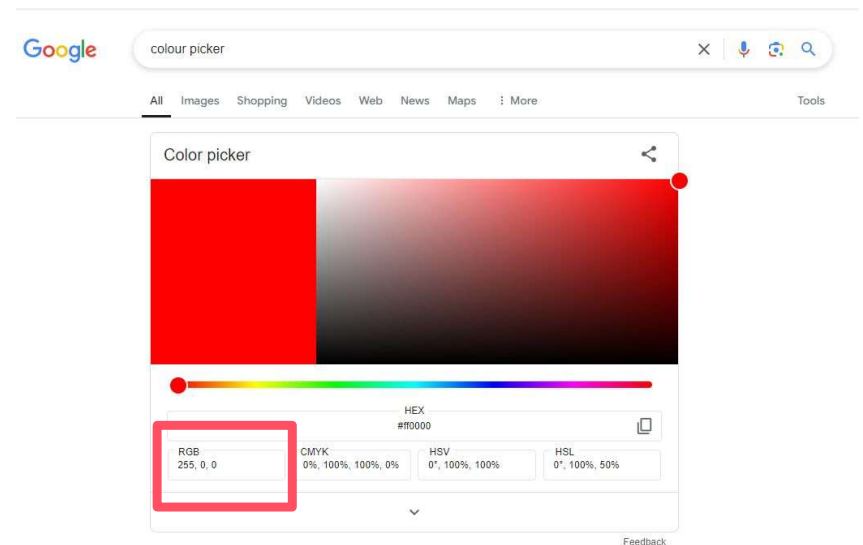 Google
colour picker
All Images Shopping Videos Web News Maps More Tools
Color picker
HEX
#ff0000
RGB CMYK HSV HSL
255, 0, 0 0%, 100%, 100%, 0% 0°, 100%, 100% 0°, 100%, 50%
Feedback